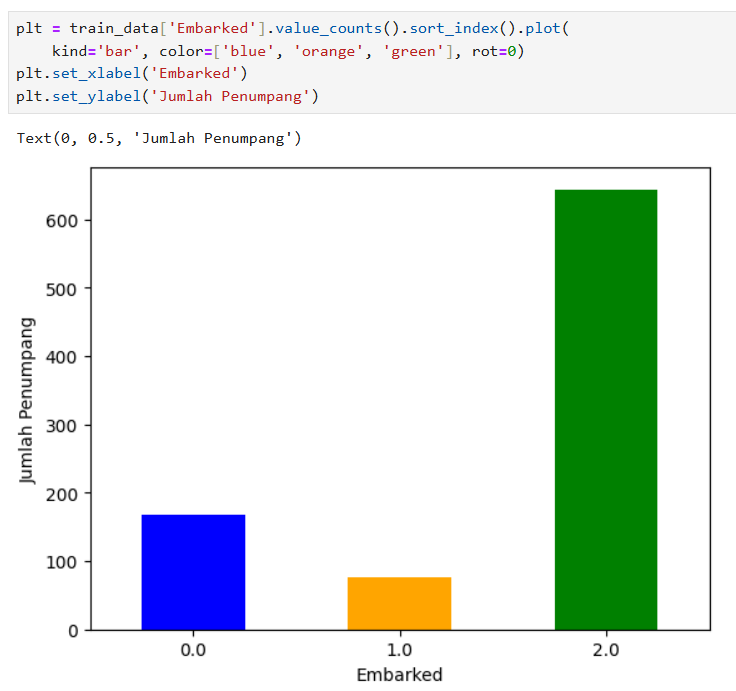 plt = train_data['Embarked'].value_counts().sort_index().plot(
    kind='bar', color=['blue', 'orange', 'green'], rot=0)
plt.set_xlabel('Embarked')
plt.set_ylabel('Jumlah Penumpang')
Text(0, 0.5, 'Jumlah Penumpang')
Jumlah Penumpang
600
500
400
300
200
100
0
0.0 1.0 2.0
Embarked